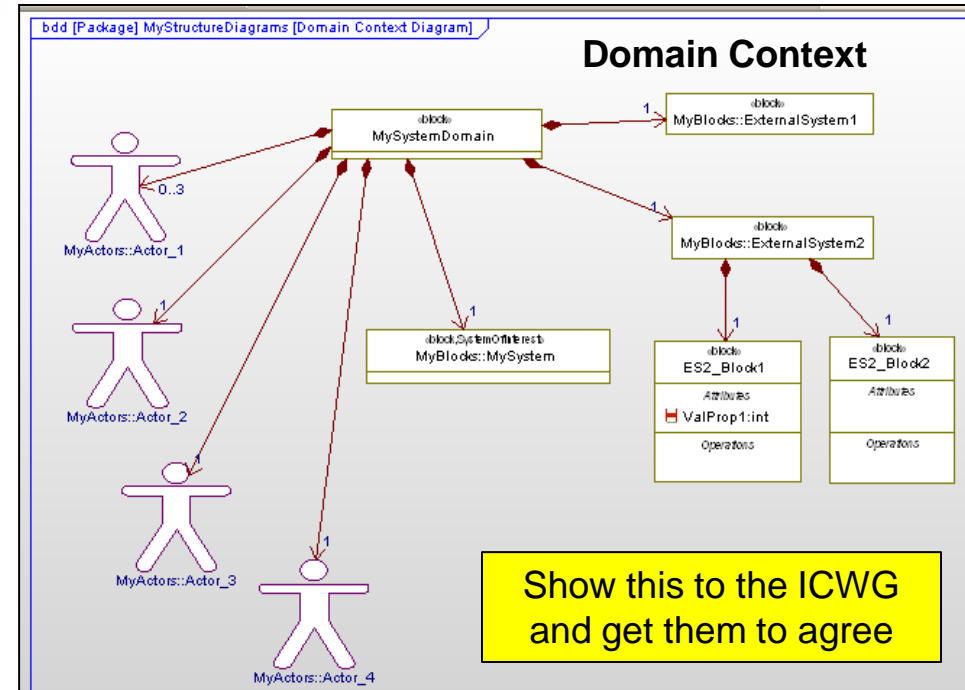 bdd [Package] MyStructureDiagrams [Domain Context Diagram]
Domain Context
«block»
MySystemDomain
1
«block»
MyBlocks::ExternalSystem1
0..3
MyActors::Actor_1
1
«block»
MyBlocks::ExternalSystem2
1
MyActors::Actor_2
1
«block,SystemOfInterest»
MyBlocks::MySystem
1
«block»
ES2_Block1
Attributes
ValProp1:int
Operations
1
«block»
ES2_Block2
Attributes
Operations
1
MyActors::Actor_3
1
MyActors::Actor_4
Show this to the ICWG
and get them to agree